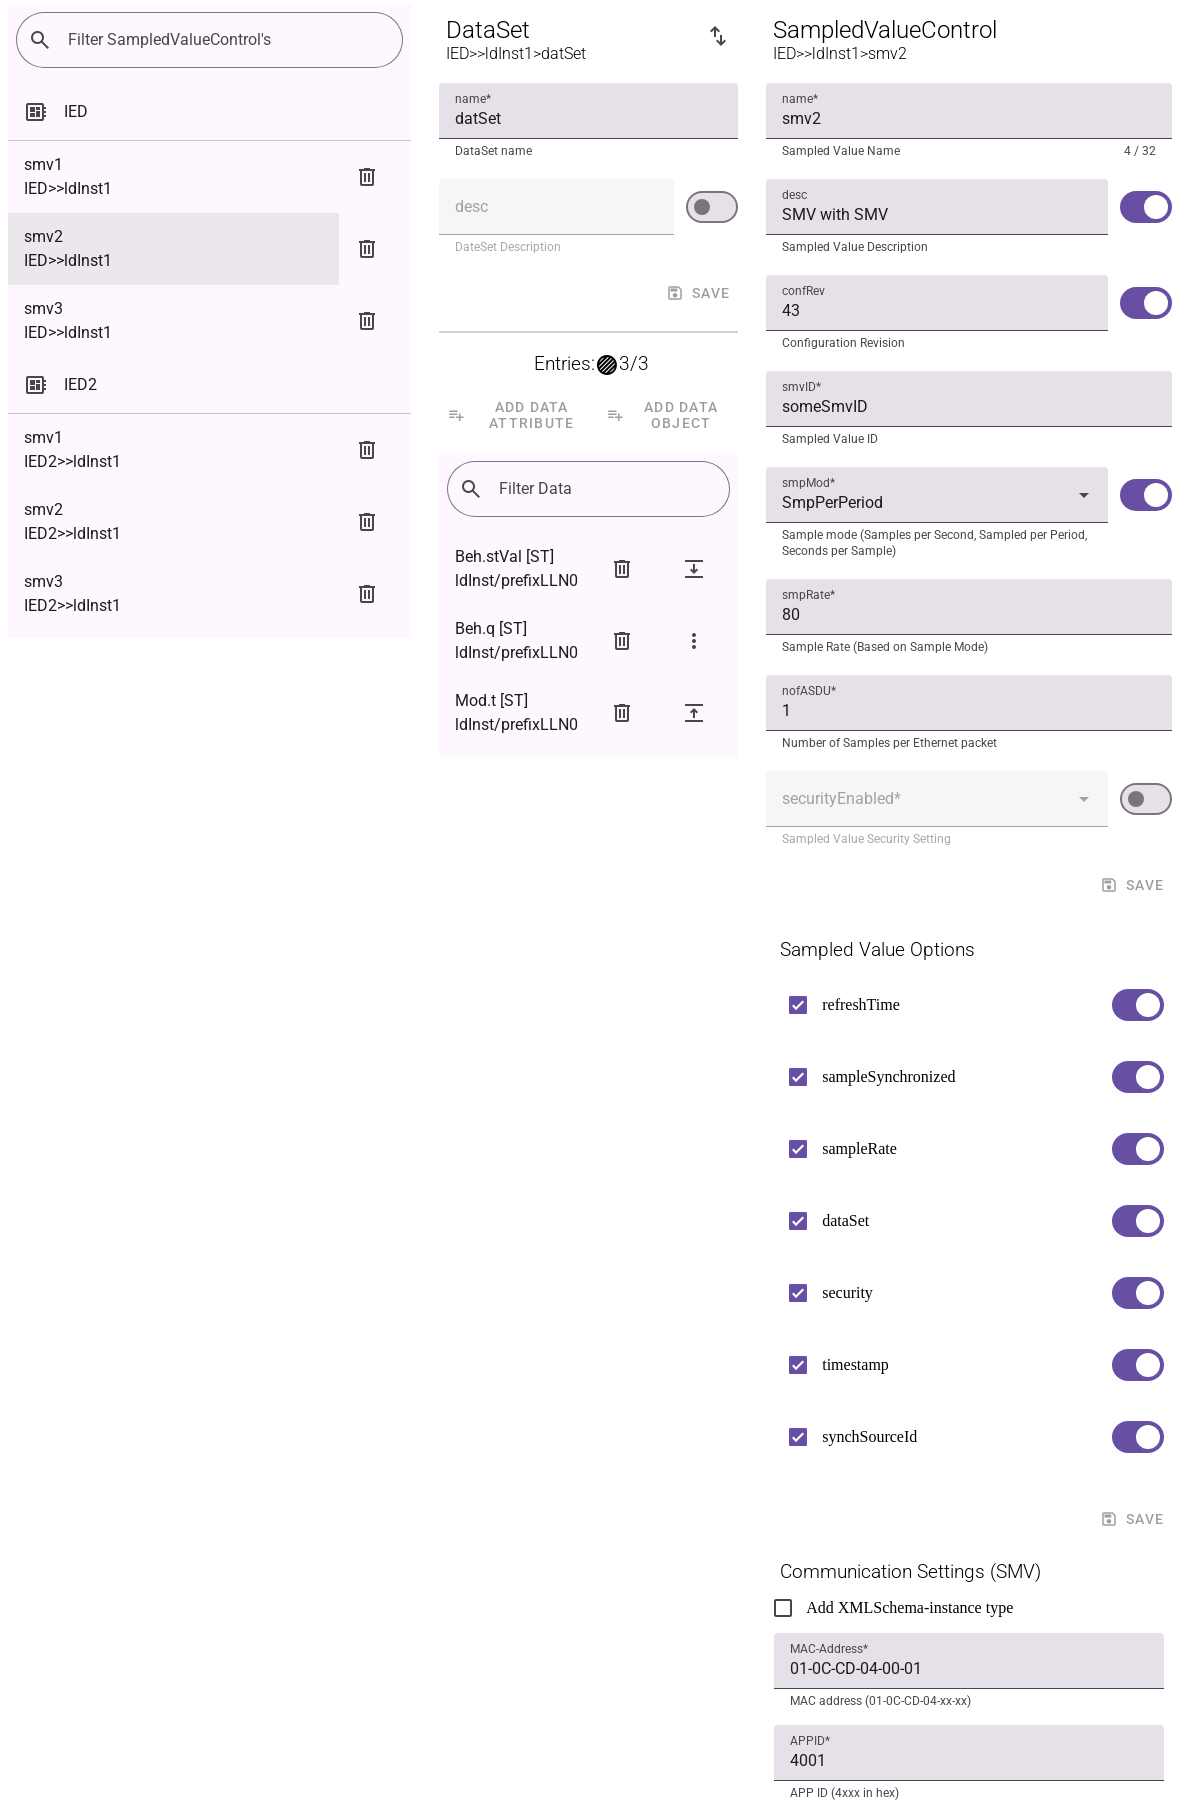 Filter SampledValueControl's
IED
smv1
IED>>ldInst1
smv2
IED>>ldInst1
smv3
IED>>ldInst1
IED2
smv1
IED2>>ldInst1
smv2
IED2>>ldInst1
smv3
IED2>>ldInst1
DataSet
IED>>ldInst1>datSet
name*
datSet
DataSet name
desc
DateSet Description
SAVE
Entries: 3/3
ADD DATA
ATTRIBUTE
ADD DATA
OBJECT
Filter Data
Beh.stVal [ST]
ldInst/prefixLLN0
Beh.q [ST]
ldInst/prefixLLN0
Mod.t [ST]
ldInst/prefixLLN0
SampledValueControl
IED>>ldInst1>smv2
name*
smv2
Sampled Value Name 4 / 32
desc
SMV with SMV
Sampled Value Description
confRev
43
Configuration Revision
smvID*
someSmvID
Sampled Value ID
smpMod*
SmpPerPeriod
Sample mode (Samples per Second, Sampled per Period,
Seconds per Sample)
smpRate*
80
Sample Rate (Based on Sample Mode)
nofASDU*
1
Number of Samples per Ethernet packet
securityEnabled*
Sampled Value Security Setting
SAVE
Sampled Value Options
refreshTime
sampleSynchronized
sampleRate
dataSet
security
timestamp
synchSourceId
SAVE
Communication Settings (SMV)
Add XMLSchema-instance type
MAC-Address*
01-0C-CD-04-00-01
MAC address (01-0C-CD-04-xx-xx)
APPID*
4001
APP ID (4xxx in hex)